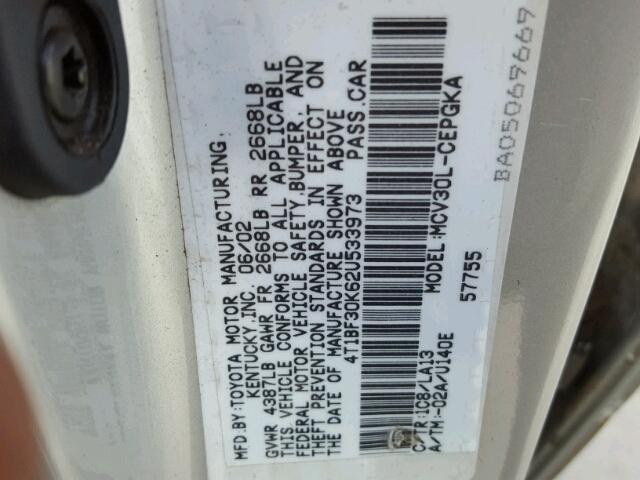 MFD.BY:TOYOTA MOTOR MANUFACTURING,
KENTUCKY,INC. 06/02
GVWR 4387LB GAWR FR 2668LB RR 2668LB
THIS VEHICLE CONFORMS TO ALL APPLICABLE
FEDERAL MOTOR VEHICLE SAFETY,BUMPER, AND
THEFT PREVENTION STANDARDS IN EFFECT ON
THE DATE OF MANUFACTURE SHOWN ABOVE
4T1BF30K62U533973 PASS.CAR
C/TR:1C8/LA13 MODEL:MCV30L-CEPGKA
A/TM:-02A/U140E 57755
BA05069669